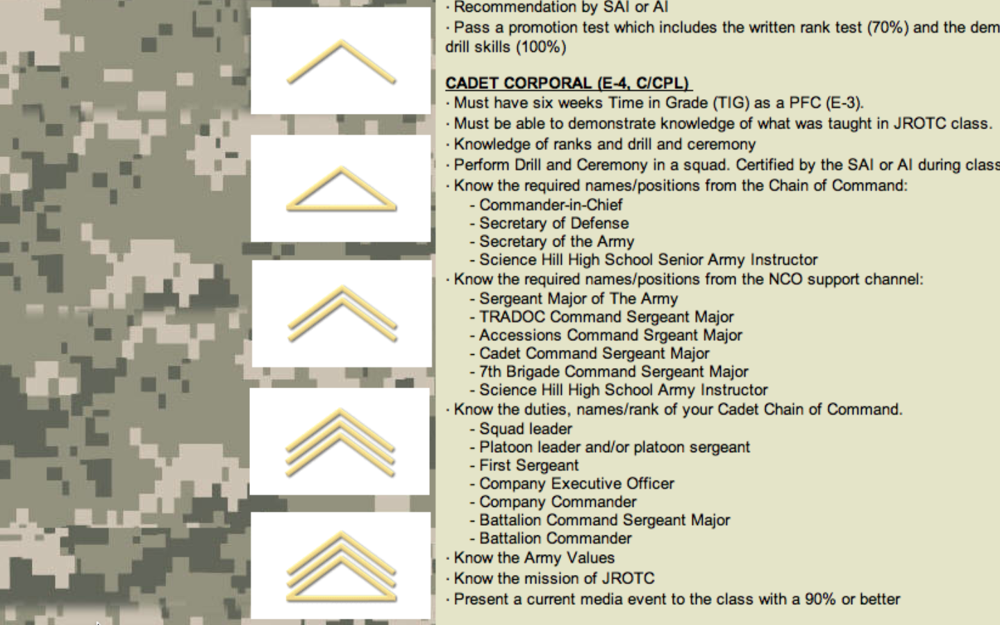 · Recommendation by SAI or AI
· Pass a promotion test which includes the written rank test (70%) and the dem
drill skills (100%)
CADET CORPORAL (E-4, C/CPL)
· Must have six weeks Time in Grade (TIG) as a PFC (E-3).
· Must be able to demonstrate knowledge of what was taught in JROTC class.
· Knowledge of ranks and drill and ceremony
· Perform Drill and Ceremony in a squad. Certified by the SAI or AI during class
· Know the required names/positions from the Chain of Command:
- Commander-in-Chief
- Secretary of Defense
- Secretary of the Army
- Science Hill High School Senior Army Instructor
· Know the required names/positions from the NCO support channel:
- Sergeant Major of The Army
- TRADOC Command Sergeant Major
- Accessions Command Srgeant Major
- Cadet Command Sergeant Major
- 7th Brigade Command Sergeant Major
- Science Hill High School Army Instructor
· Know the duties, names/rank of your Cadet Chain of Command.
- Squad leader
- Platoon leader and/or platoon sergeant
- First Sergeant
- Company Executive Officer
- Company Commander
- Battalion Command Sergeant Major
- Battalion Commander
· Know the Army Values
· Know the mission of JROTC
· Present a current media event to the class with a 90% or better